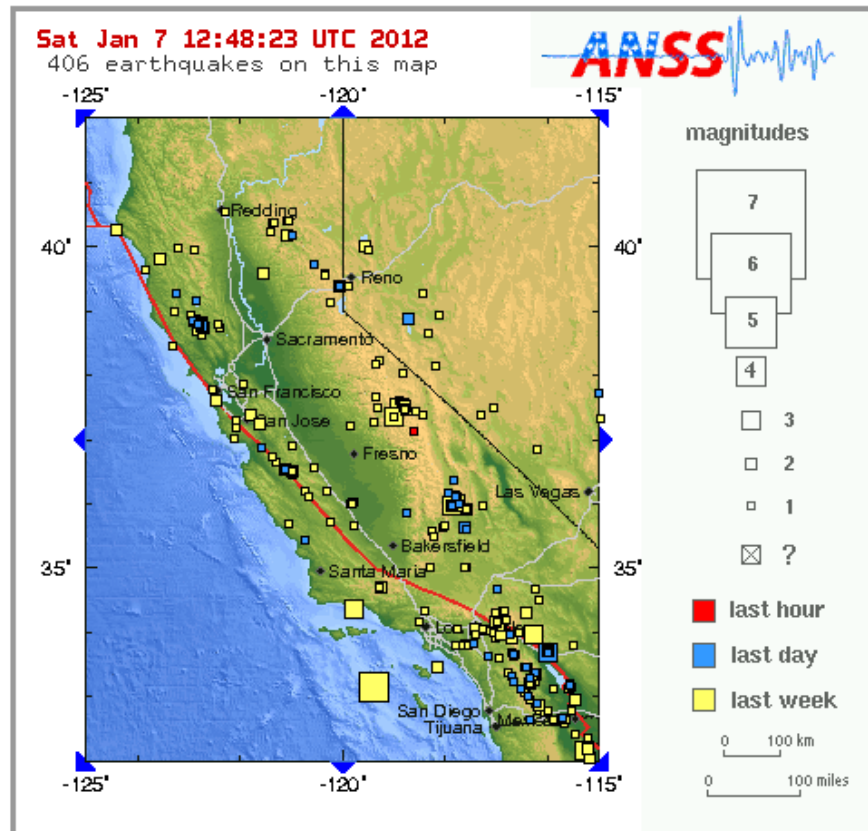 Sat Jan 7 12:48:23 UTC 2012
406 earthquakes on this map
ANSS
-125°
-120°
-115°
magnitudes
7
6
5
4
3
2
1
?
40°
35°
Redding
Reno
Sacramento
San Francisco
San Jose
Fresno
Las Vegas
Bakersfield
Santa Maria
San Diego
Tijuana
last hour
last day
last week
0 100 km
0 100 miles
40°
35°
-125°
-120°
-115°